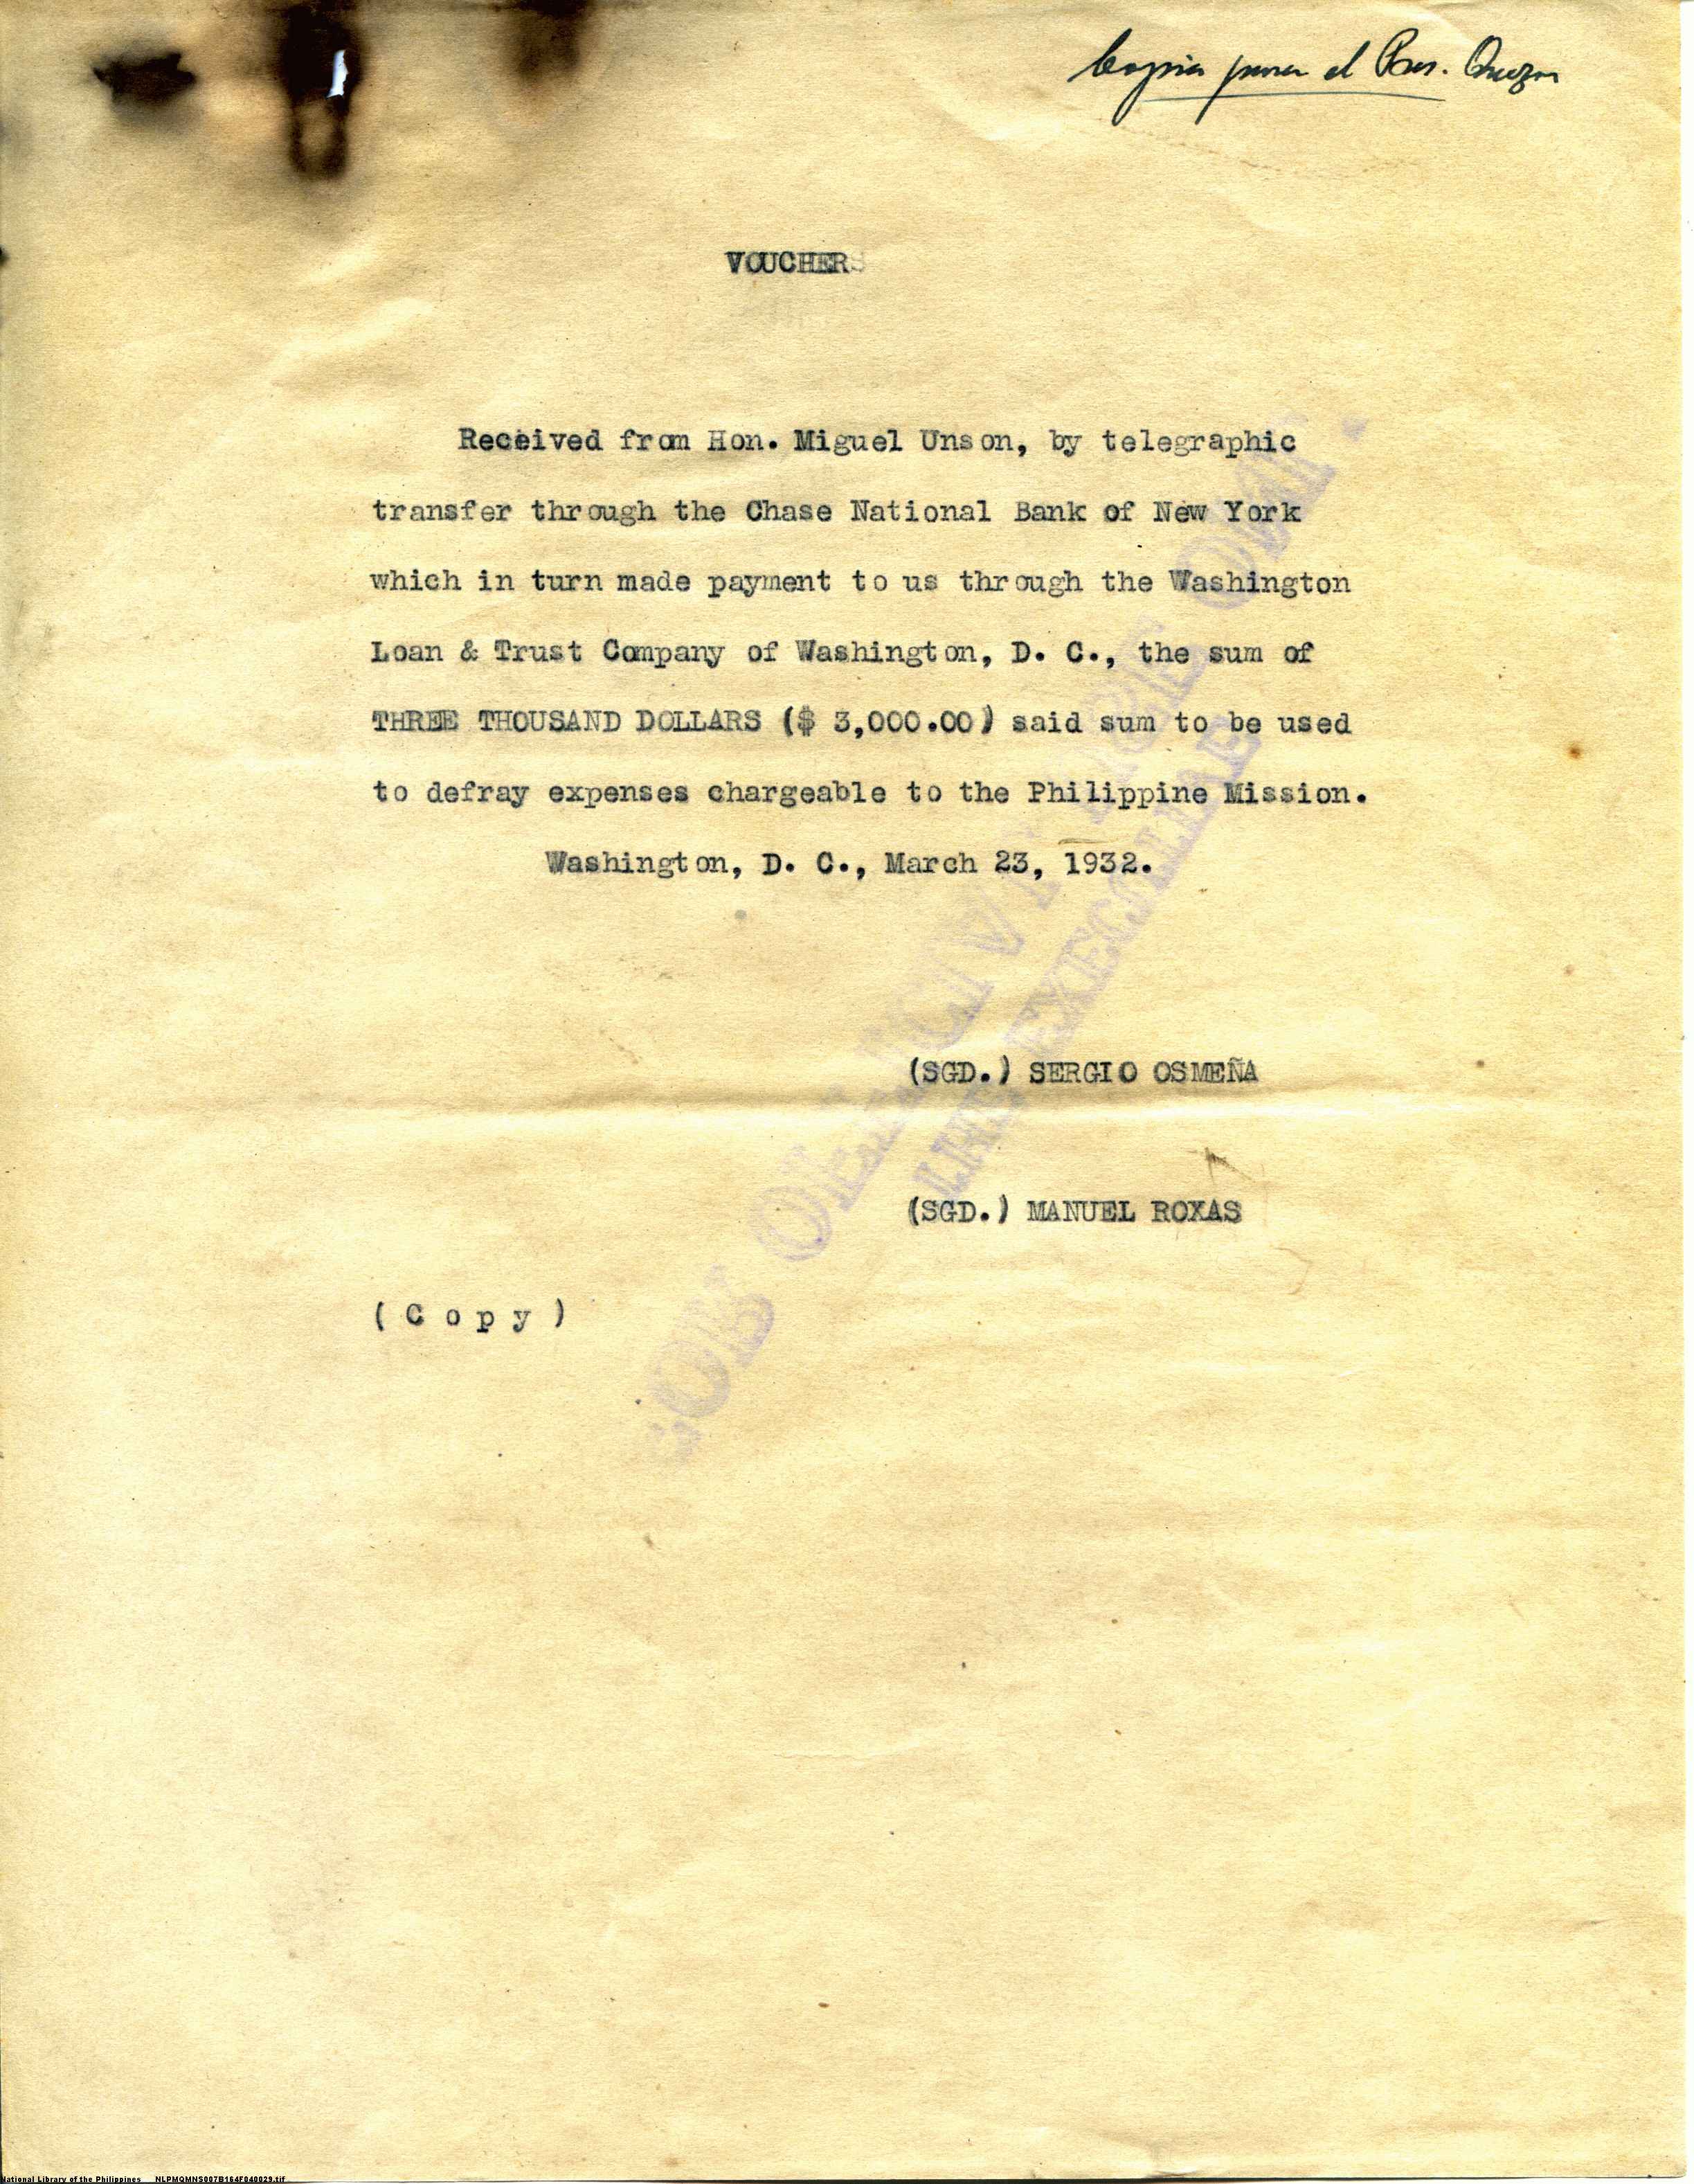 Copia para el Pres. Quezon
VOUCHER
Received from Hon. Miguel Unson, by telegraphic
transfer through the Chase National Bank of New York
which in turn made payment to us through the Washington
Loan & Trust Company of Washington, D. C., the sum of
THREE THOUSAND DOLLARS ($ 3,000.00) said sum to be used
to defray expenses chargeable to the Philippine Mission.
Washington, D. C., March 23, 1932.
(SGD.) SERGIO OSMEÑA
(SGD.) MANUEL ROXAS
( C o p y )
National Library of the Philippines NLPMQMNS007B164F040029.tif